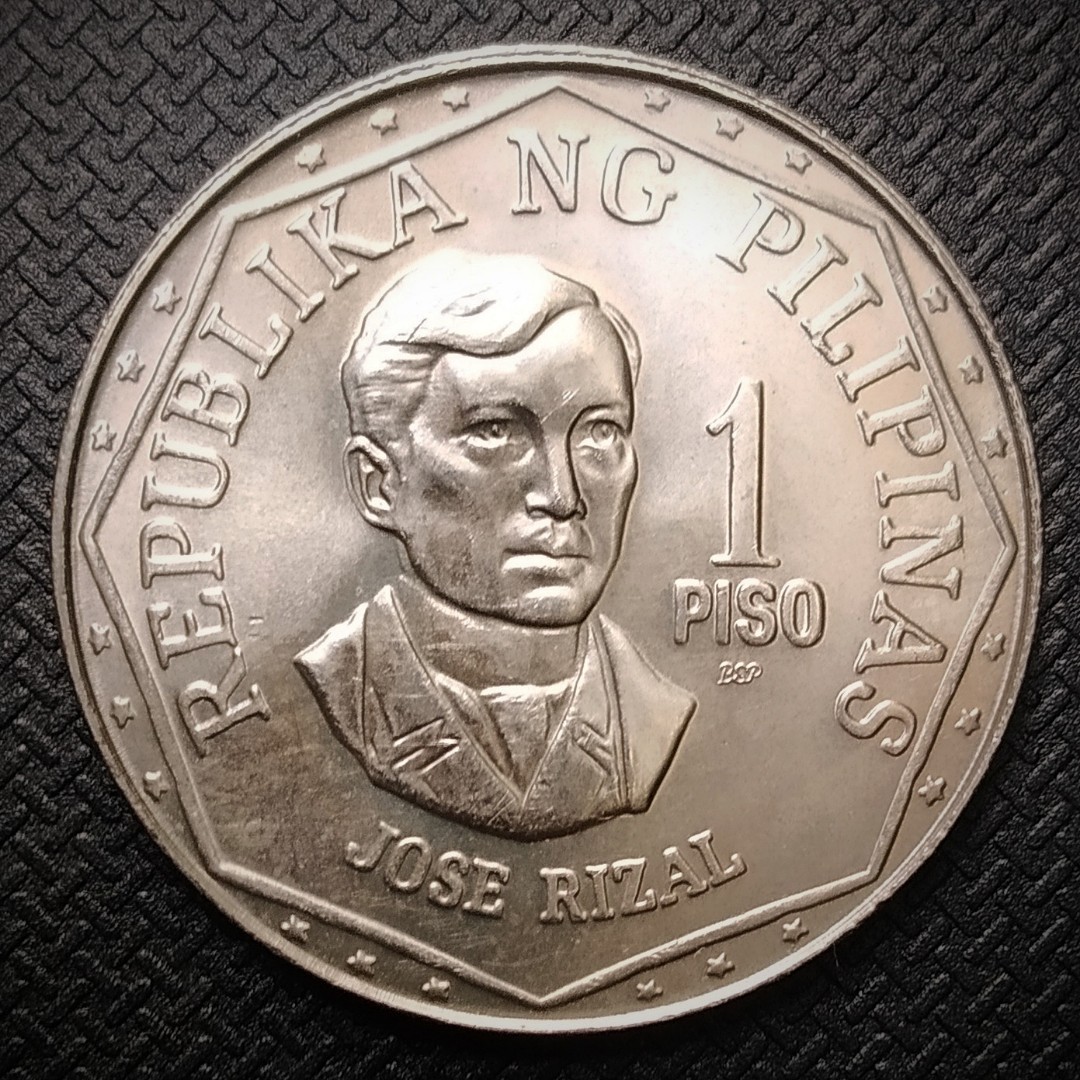 REPUBLIKA NG PILIPINAS
1
PISO
BSP
JOSE RIZAL